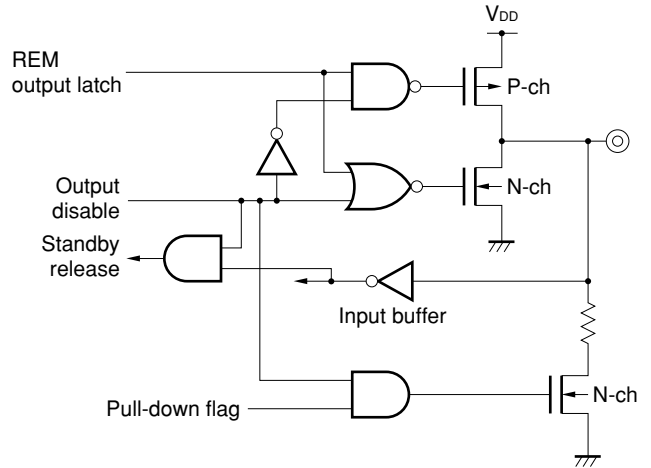 VDD
REM
output latch
P-ch
Output
disable
N-ch
Standby
release
Input buffer
Pull-down flag
N-ch